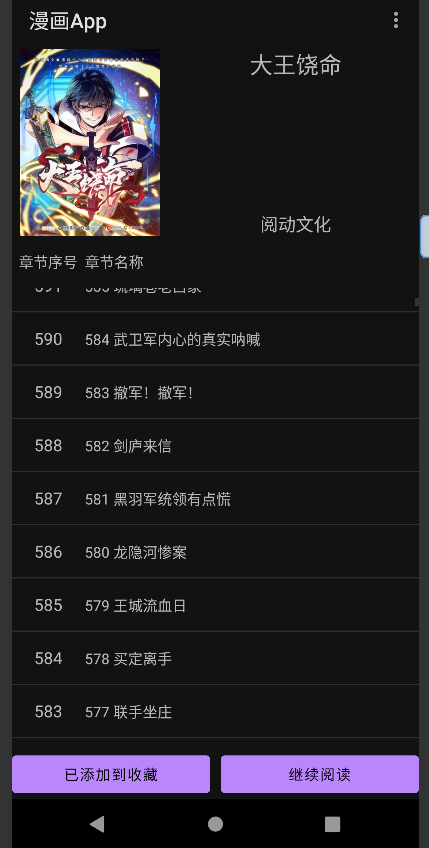 漫画App
大王饶命
大王饶命
阅动文化
章节序号 章节名称
590 584 武卫军内心的真实呐喊
589 583 撤军！撤军！
588 582 剑庐来信
587 581 黑羽军统领有点慌
586 580 龙隐河惨案
585 579 王城流血日
584 578 买定离手
583 577 联手坐庄
已添加到收藏 继续阅读